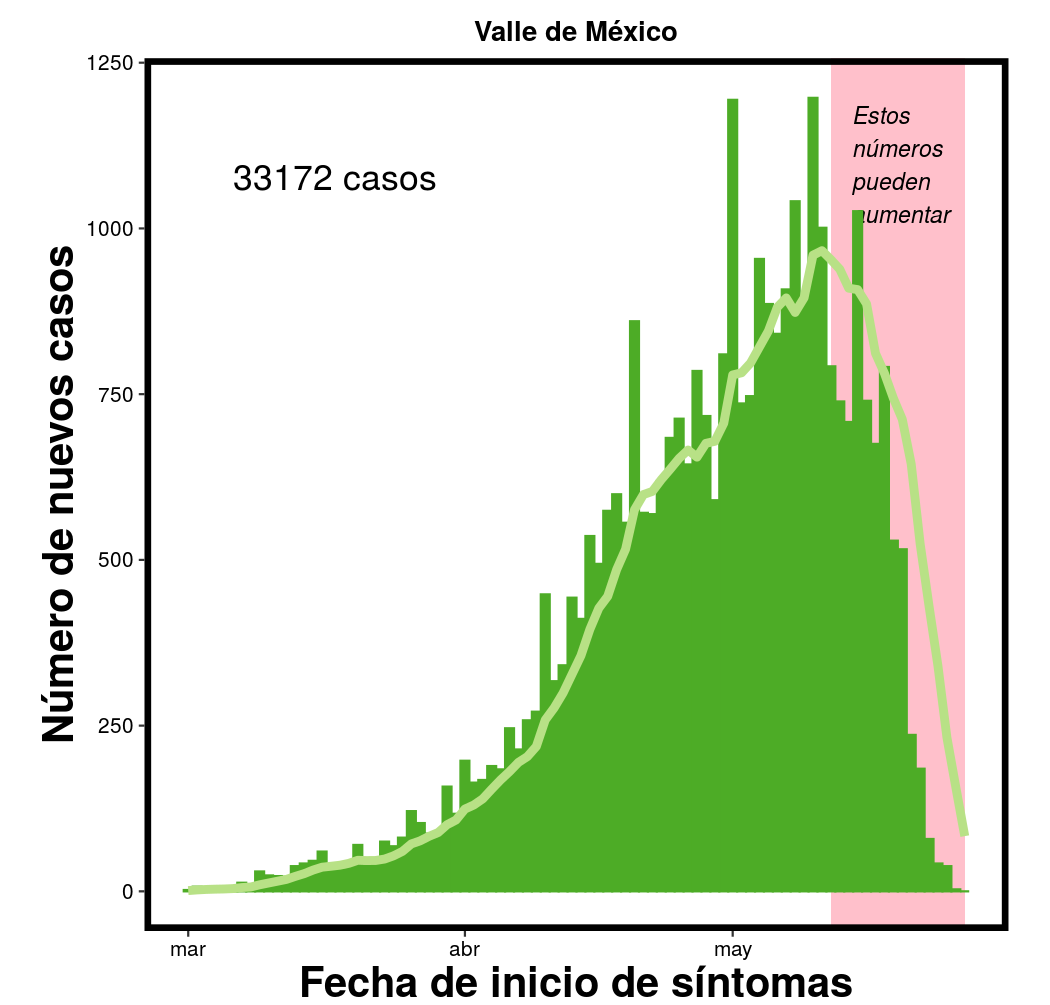 Valle de México
1250
1000
750
500
250
0
Número de nuevos casos
33172 casos
Estos
números
pueden
aumentar
mar
abr
may
Fecha de inicio de síntomas